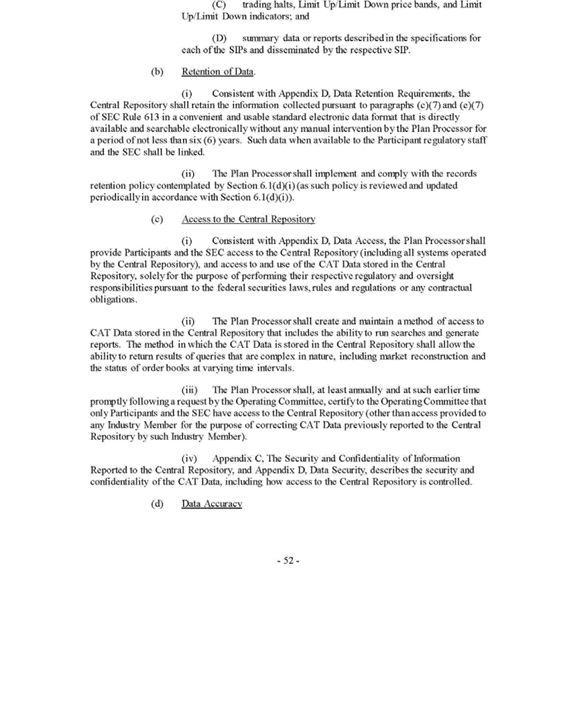 (C) trading halts, Limit Up/Limit Down price bands, and Limit
Up/Limit Down indicators; and
(D) summary data or reports described in the specifications for
each of the SIPs and disseminated by the respective SIP.
(b) Retention of Data.
(i) Consistent with Appendix D, Data Retention Requirements, the
Central Repository shall retain the information collected pursuant to paragraphs (c)(7) and (e)(7)
of SEC Rule 613 in a convenient and usable standard electronic data format that is directly
available and searchable electronically without any manual intervention by the Plan Processor for
a period of not less than six (6) years. Such data when available to the Participant regulatory staff
and the SEC shall be linked.
(ii) The Plan Processor shall implement and comply with the records
retention policy contemplated by Section 6.1(d)(i) (as such policy is reviewed and updated
periodically in accordance with Section 6.1(d)(i)).
(c) Access to the Central Repository
(i) Consistent with Appendix D, Data Access, the Plan Processor shall
provide Participants and the SEC access to the Central Repository (including all systems operated
by the Central Repository), and access to and use of the CAT Data stored in the Central
Repository, solely for the purpose of performing their respective regulatory and oversight
responsibilities pursuant to the federal securities laws, rules and regulations or any contractual
obligations.
(ii) The Plan Processor shall create and maintain a method of access to
CAT Data stored in the Central Repository that includes the ability to run searches and generate
reports. The method in which the CAT Data is stored in the Central Repository shall allow the
ability to return results of queries that are complex in nature, including market reconstruction and
the status of order books at varying time intervals.
(iii) The Plan Processor shall, at least annually and at such earlier time
promptly following a request by the Operating Committee, certify to the Operating Committee that
only Participants and the SEC have access to the Central Repository (other than access provided to
any Industry Member for the purpose of correcting CAT Data previously reported to the Central
Repository by such Industry Member).
(iv) Appendix C, The Security and Confidentiality of Information
Reported to the Central Repository, and Appendix D, Data Security, describes the security and
confidentiality of the CAT Data, including how access to the Central Repository is controlled.
(d) Data Accuracy
- 52 -